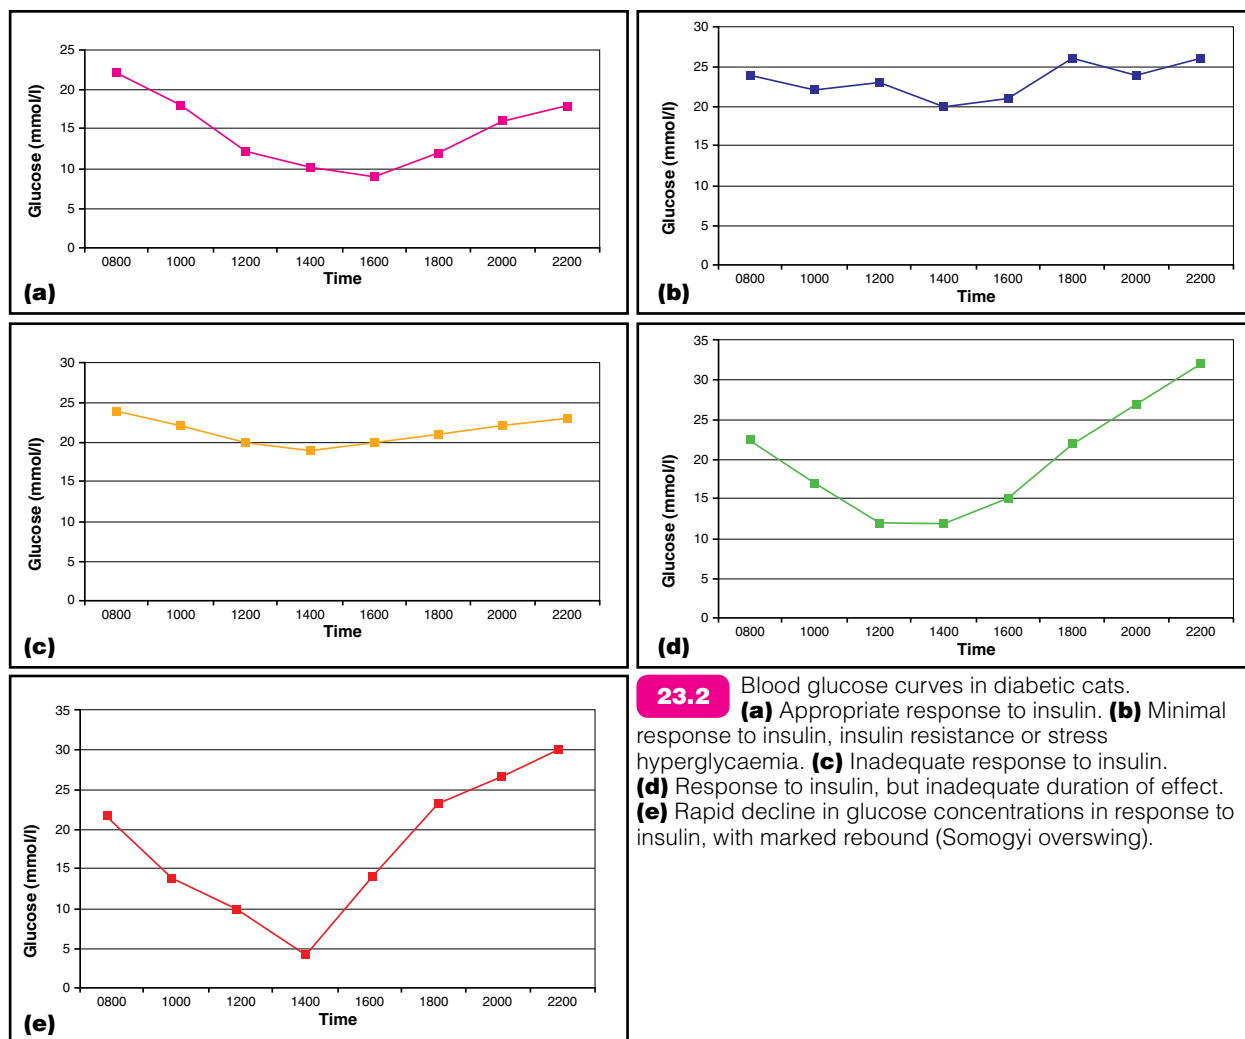 25
20
15
10
5
0
Glucose (mmol/l)
0800 1000 1200 1400 1600 1800 2000 2200
Time
(a)
30
25
20
15
10
5
0
Glucose (mmol/l)
0800 1000 1200 1400 1600 1800 2000 2200
Time
(b)
30
25
20
15
10
5
0
Glucose (mmol/l)
0800 1000 1200 1400 1600 1800 2000 2200
Time
(c)
35
30
25
20
15
10
5
0
Glucose (mmol/l)
0800 1000 1200 1400 1600 1800 2000 2200
Time
(d)
35
30
25
20
15
10
5
0
Glucose (mmol/l)
0800 1000 1200 1400 1600 1800 2000 2200
Time
(e)
23.2 Blood glucose curves in diabetic cats.
(a) Appropriate response to insulin. (b) Minimal
response to insulin, insulin resistance or stress
hyperglycaemia. (c) Inadequate response to insulin.
(d) Response to insulin, but inadequate duration of effect.
(e) Rapid decline in glucose concentrations in response to
insulin, with marked rebound (Somogyi overswing).